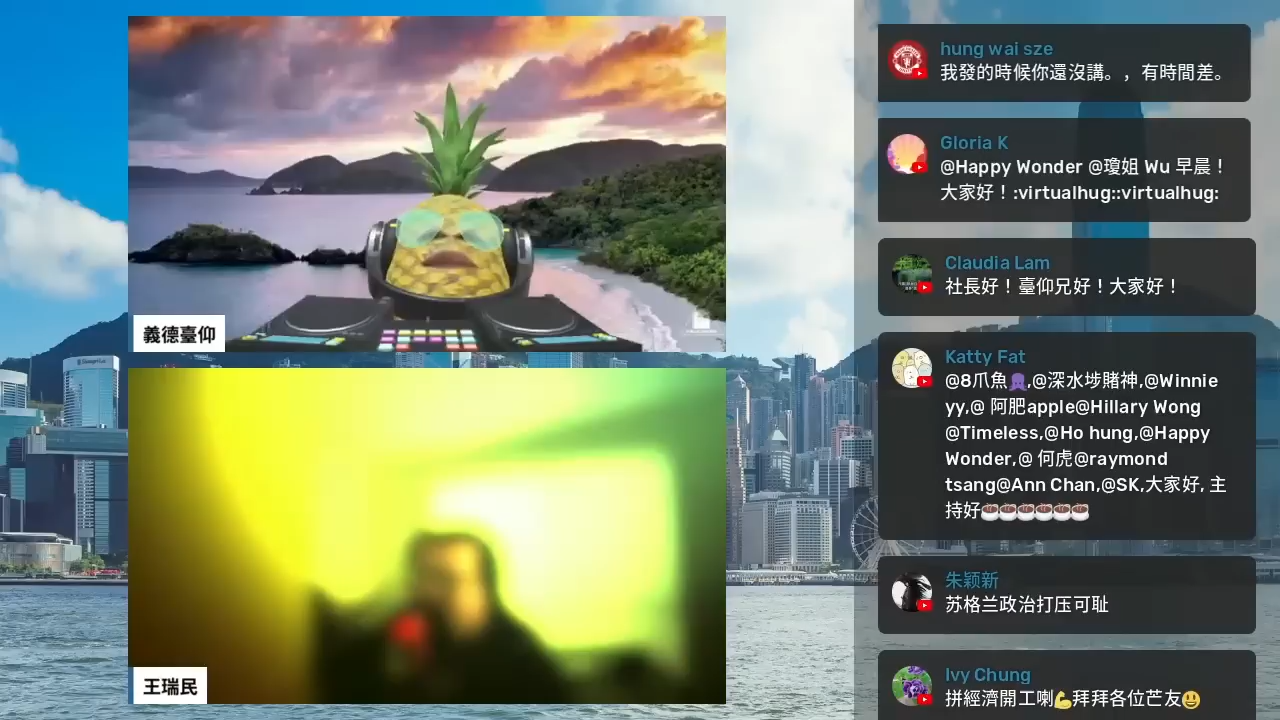 義德臺仰
王瑞民
hung wai sze
我發的時候你還沒講。，有時間差。
Gloria K
@Happy Wonder @瓊姐 Wu 早晨！
大家好！:virtualhug::virtualhug:
Claudia Lam
社長好！臺仰兄好！大家好！
Katty Fat
@8爪魚👾,@深水埗賭神,@Winnie
yy,@ 阿肥apple@Hillary Wong
@Timeless,@Ho hung,@Happy
Wonder,@ 何虎@raymond
tsang@Ann Chan,@SK,大家好, 主
持好☕☕☕☕☕☕
朱颖新
苏格兰政治打压可耻
Ivy Chung
拼經濟開工喇💪拜拜各位芒友😃